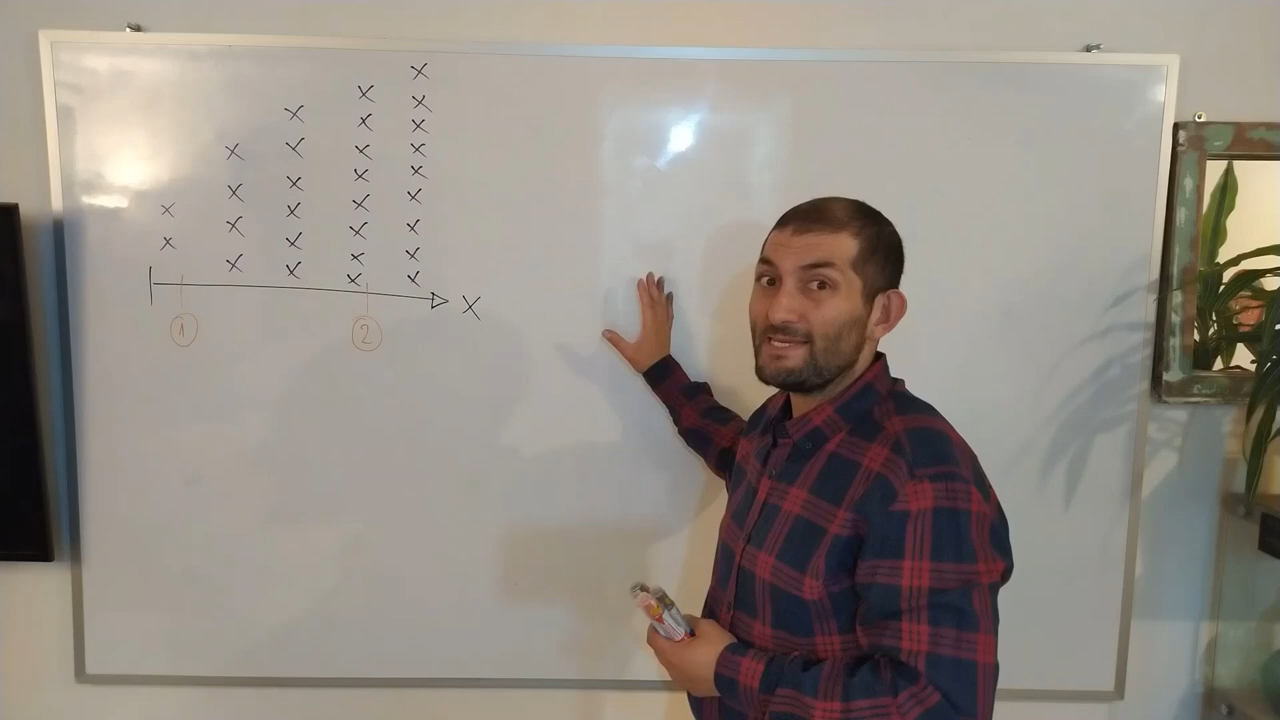 x x x x x x x x x
x x x x x x x x
x x x x x x
x x x x
x x
X
1 2